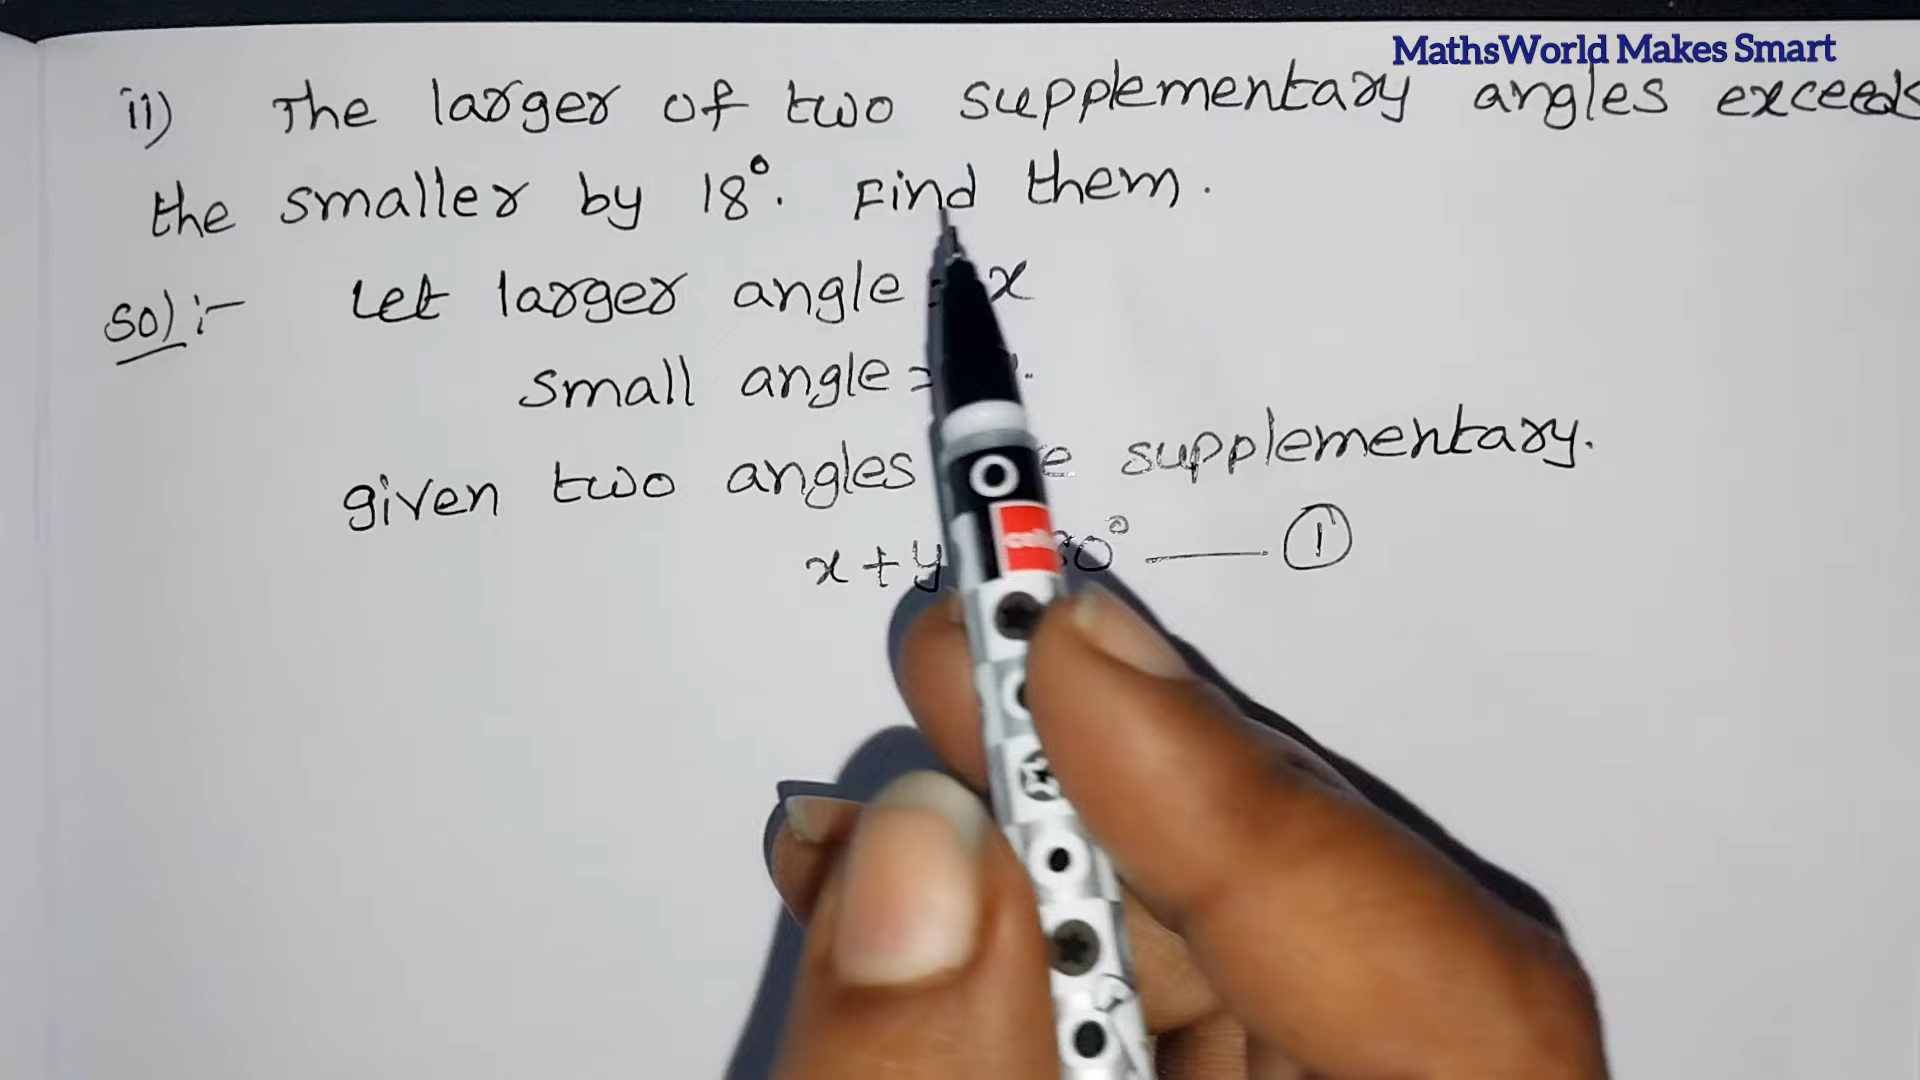 MathsWorld Makes Smart
ii) The larger of two supplementary angles exceeds
the smaller by 18°. Find them.
Sol:- Let larger angle = x
small angle =
given two angles supplementary.
x+y 80° —— ①